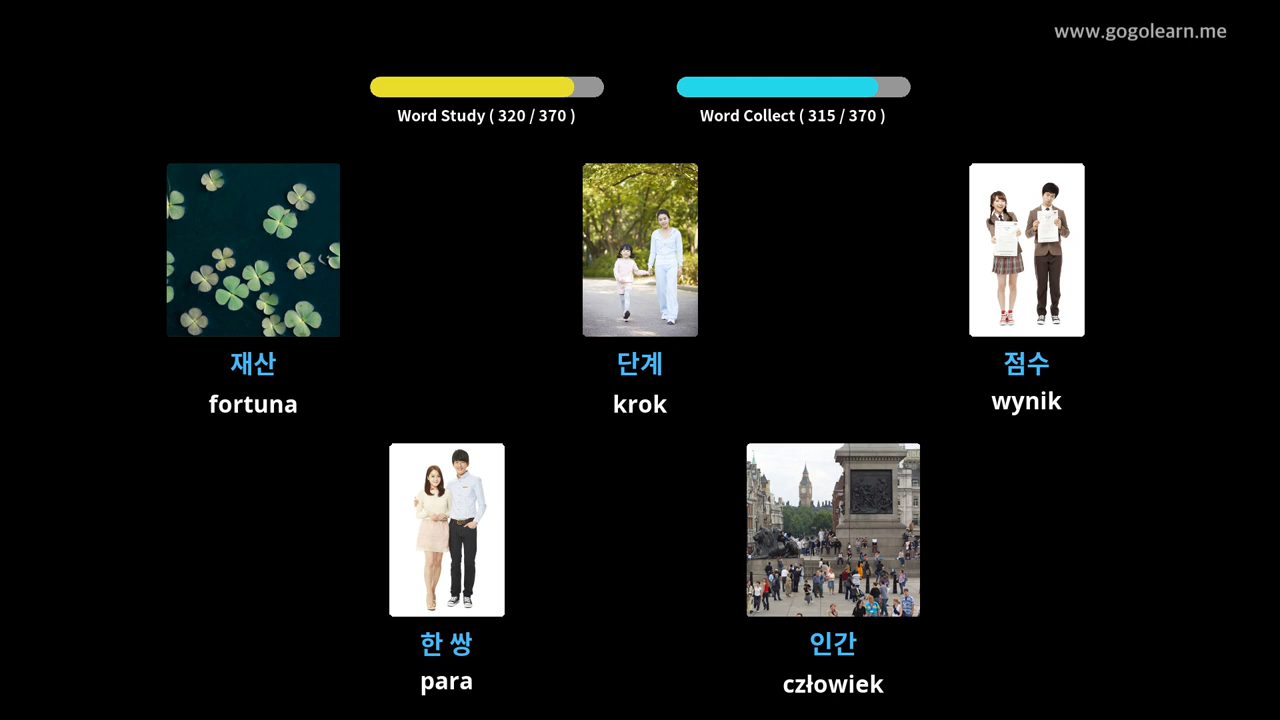 www.gogolearn.me
Word Study ( 320 / 370 )
Word Collect ( 315 / 370 )
재산
fortuna
단계
krok
점수
wynik
한 쌍
para
인간
człowiek